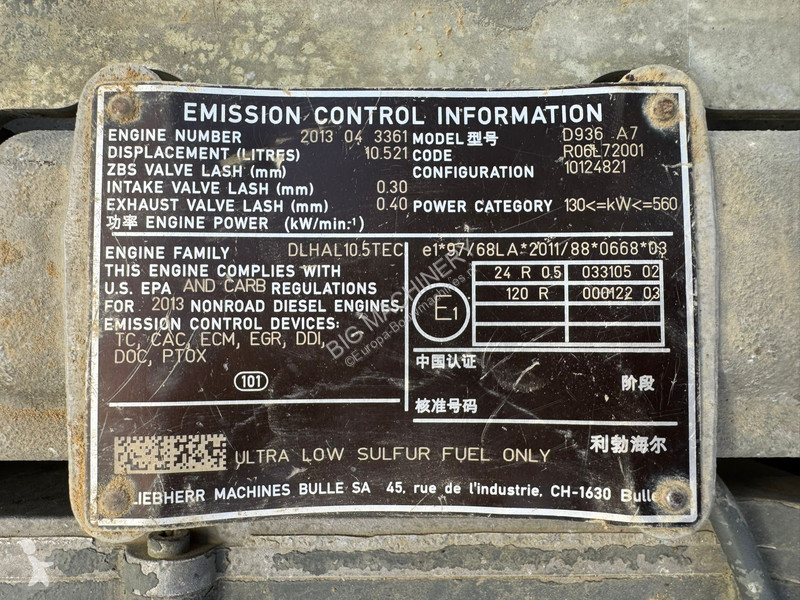 EMISSION CONTROL INFORMATION
ENGINE NUMBER 2013 04 3361
DISPLACEMENT (LITRES) 10.521
ZBS VALVE LASH (mm)
INTAKE VALVE LASH (mm) 0.30
EXHAUST VALVE LASH (mm) 0.40
功率 ENGINE POWER (kW/min.-¹)
MODEL 型号 D936 A7
CODE R06L72001
CONFIGURATION 10124821
POWER CATEGORY 130<=kW<=560
ENGINE FAMILY DLHAL10.5TEC
THIS ENGINE COMPLIES WITH
U.S. EPA AND CARB REGULATIONS
FOR 2013 NONROAD DIESEL ENGINES.
EMISSION CONTROL DEVICES:
TC, CAC, ECM, EGR, DDI,
DOC, PTOX
101
e1*97/68LA*2011/88*0668*03
E1
24 R 0.5 033105 02
120 R 000122 03
中国认证
阶段
核准号码
ULTRA LOW SULFUR FUEL ONLY
利勃海尔
LIEBHERR MACHINES BULLE SA 45, rue de l'industrie, CH-1630 Bulle
BIG MACHINERY
©Europa-Bouwmachines